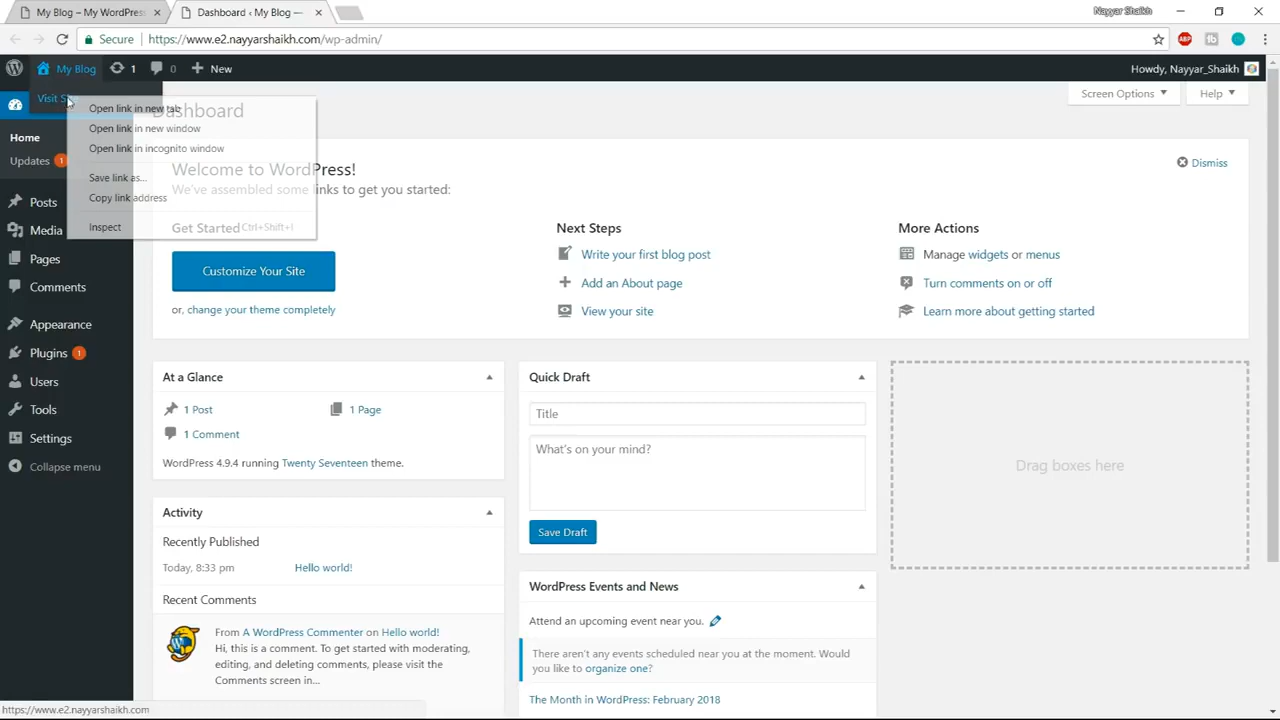 My Blog – My WordPress
Dashboard ‹ My Blog —
Nayyar Shaikh
Secure
https://www.e2.nayyarshaikh.com/wp-admin/
ABP
My Blog
1
0
New
Howdy, Nayyar_Shaikh
Visit Site
Screen Options
Help
Open link in new tab
Open link in new window
Open link in incognito window
Save link as...
Copy link address
Inspect
Ctrl+Shift+I
Home
Updates 1
Posts
Media
Pages
Comments
Appearance
Plugins 1
Users
Tools
Settings
Collapse menu
Dashboard
Welcome to WordPress!
We've assembled some links to get you started:
Dismiss
Get Started
Customize Your Site
or, change your theme completely
Next Steps
Write your first blog post
Add an About page
View your site
More Actions
Manage widgets or menus
Turn comments on or off
Learn more about getting started
At a Glance
1 Post
1 Page
1 Comment
WordPress 4.9.4 running Twenty Seventeen theme.
Activity
Recently Published
Today, 8:33 pm
Hello world!
Recent Comments
From A WordPress Commenter on Hello world!
Hi, this is a comment. To get started with moderating,
editing, and deleting comments, please visit the
Comments screen in…
Quick Draft
Title
What's on your mind?
Save Draft
WordPress Events and News
Attend an upcoming event near you.
There aren't any events scheduled near you at the moment. Would
you like to organize one?
The Month in WordPress: February 2018
Drag boxes here
https://www.e2.nayyarshaikh.com